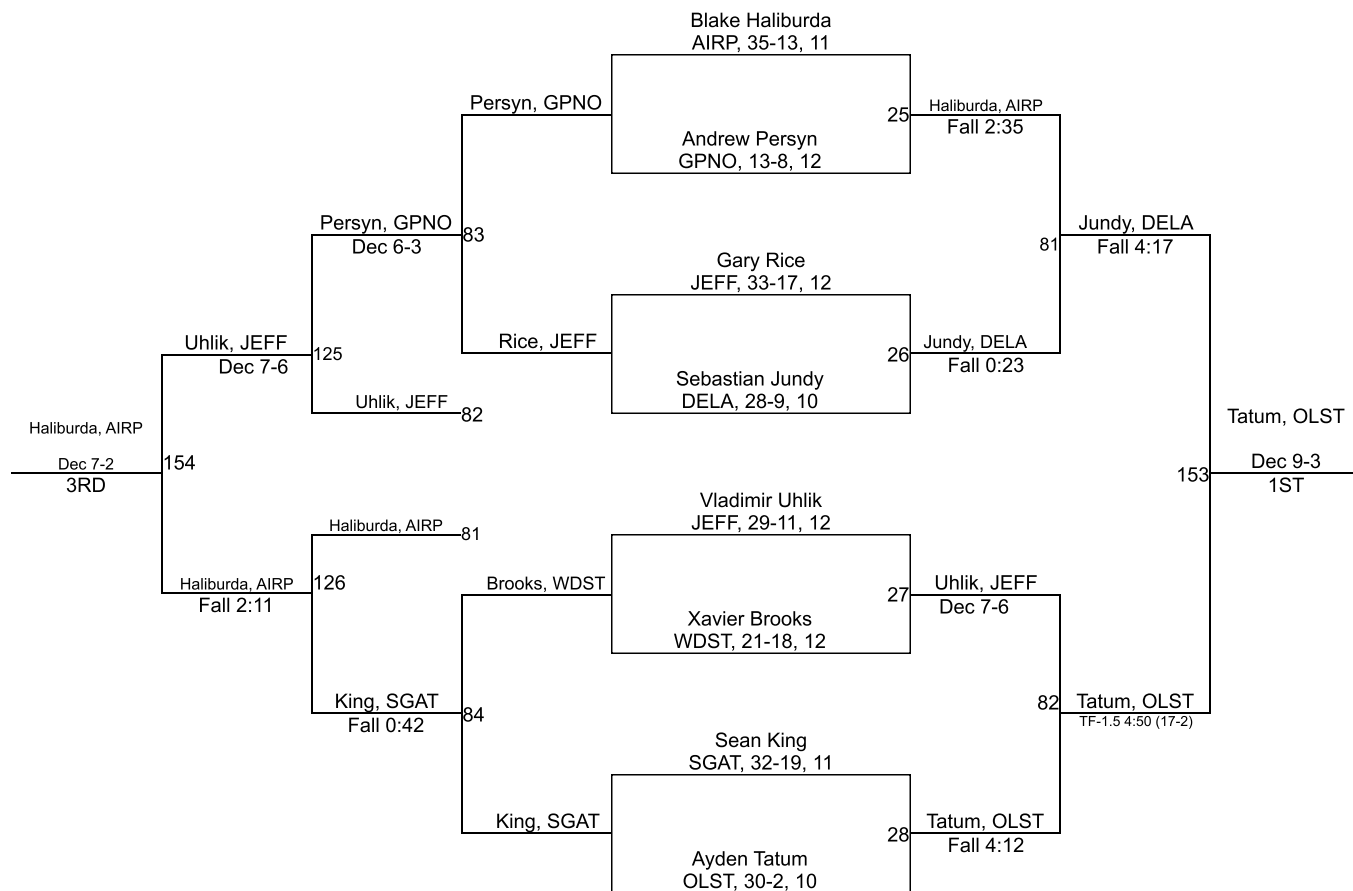 Blake Haliburda
AIRP, 35-13, 11
Persyn, GPNO
25
Haliburda, AIRP
Fall 2:35
Andrew Persyn
GPNO, 13-8, 12
Persyn, GPNO
Dec 6-3
83
Jundy, DELA
Fall 4:17
81
Gary Rice
JEFF, 33-17, 12
Uhlik, JEFF
Dec 7-6
125
Rice, JEFF
26
Jundy, DELA
Fall 0:23
Sebastian Jundy
DELA, 28-9, 10
Uhlik, JEFF
82
Haliburda, AIRP
Dec 7-2
3RD
154
Tatum, OLST
Dec 9-3
1ST
153
Vladimir Uhlik
JEFF, 29-11, 12
Haliburda, AIRP
81
Haliburda, AIRP
Fall 2:11
126
Brooks, WDST
27
Uhlik, JEFF
Dec 7-6
Xavier Brooks
WDST, 21-18, 12
King, SGAT
Fall 0:42
84
82
Tatum, OLST
TF-1.5 4:50 (17-2)
Sean King
SGAT, 32-19, 11
King, SGAT
28
Tatum, OLST
Fall 4:12
Ayden Tatum
OLST, 30-2, 10